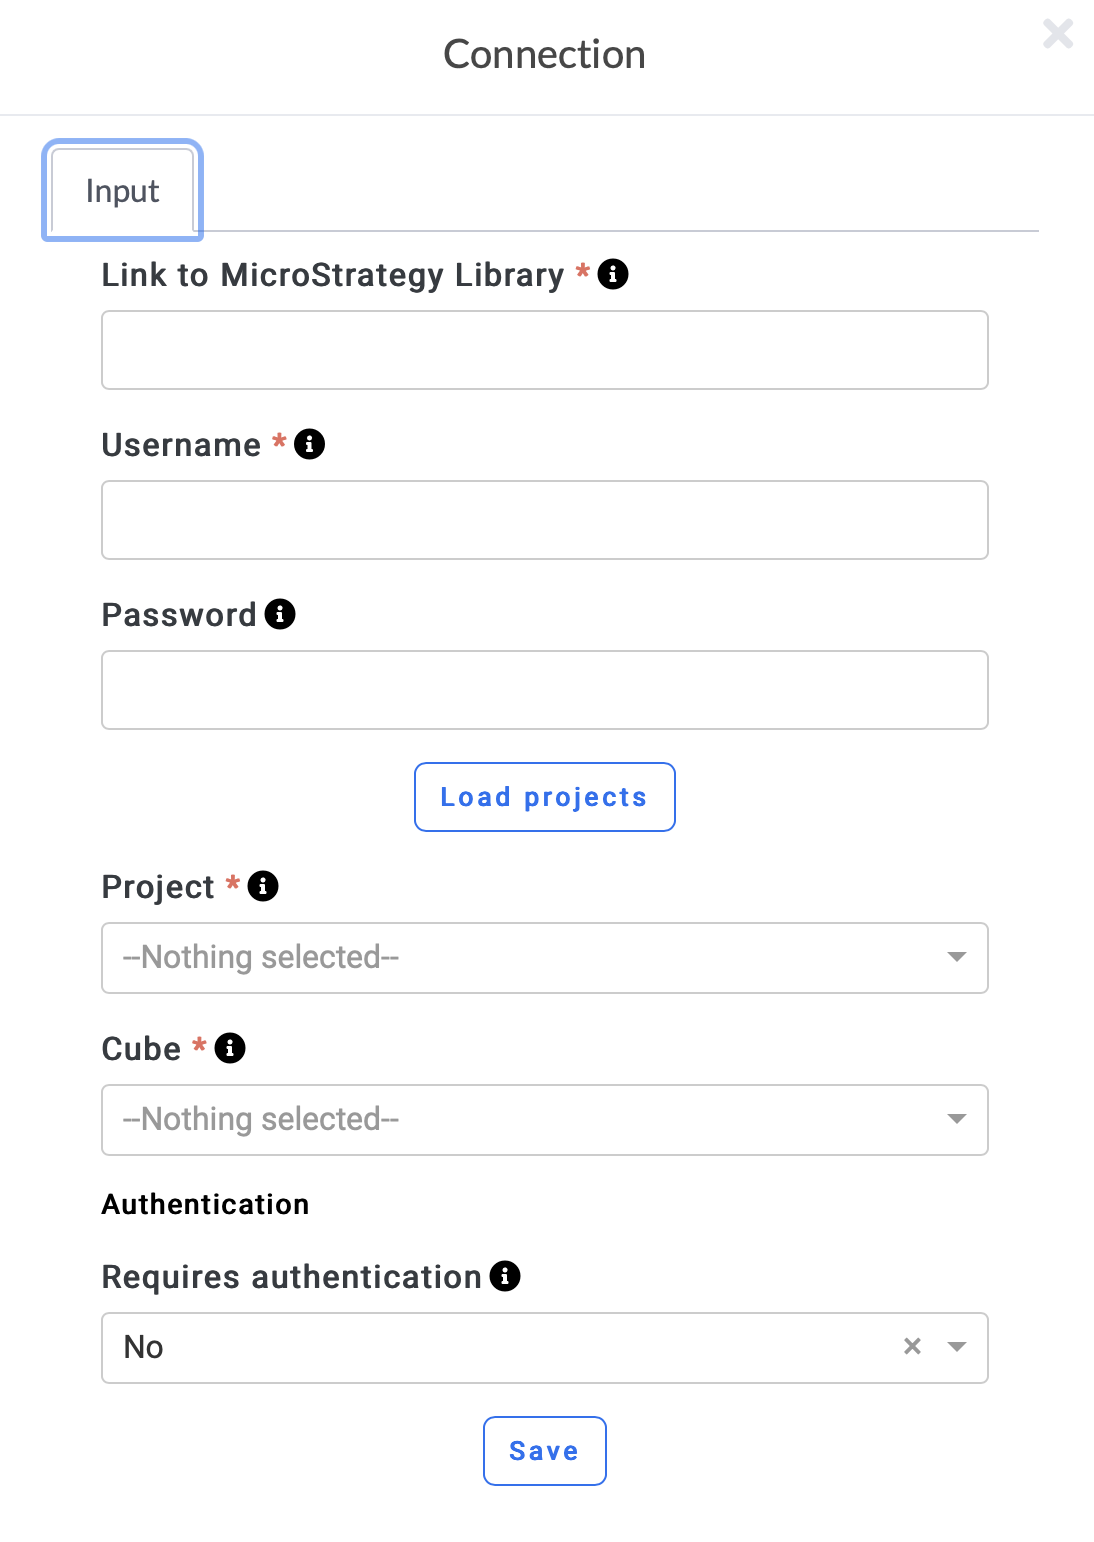 Connection
Input
Link to MicroStrategy Library *
Username *
Password
Load projects
Project *
--Nothing selected--
Cube *
--Nothing selected--
Authentication
Requires authentication
No
Save